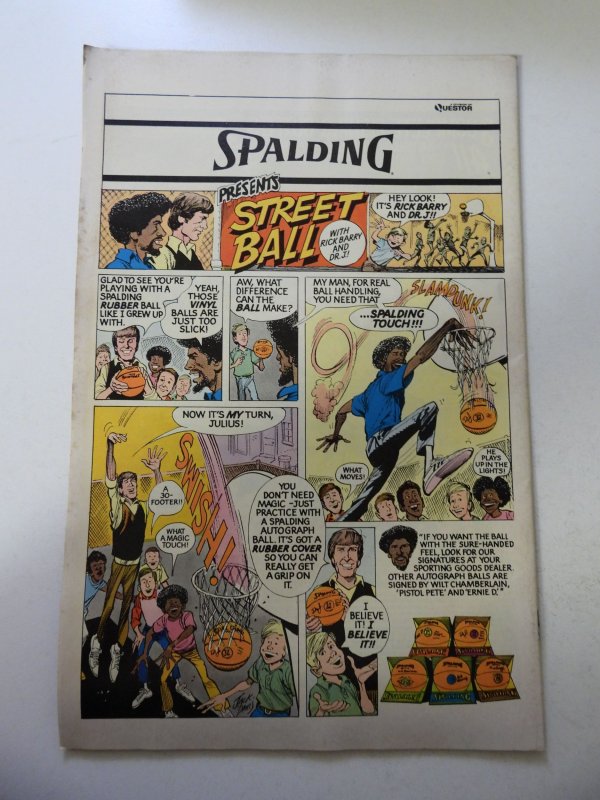 QUESTOR
SPALDING
PRESENTS
STREET
BALL
WITH
RICK BARRY
AND
DR. J!
HEY LOOK!
IT'S RICK BARRY
AND DR. J!!
GLAD TO SEE YOU'RE
PLAYING WITH A
SPALDING
RUBBER BALL
LIKE I GREW UP
WITH.
YEAH,
THOSE
VINYL
BALLS ARE
JUST TOO
SLICK!
AW, WHAT
DIFFERENCE
CAN THE
BALL MAKE?
MY MAN, FOR REAL
BALL HANDLING,
YOU NEED THAT
...SPALDING
TOUCH!!!
SLAM DUNK!
WHAT
MOVES!
HE
PLAYS
UP IN THE
LIGHTS!
NOW IT'S MY TURN,
JULIUS!
A
30-
FOOTER!!
WHAT
A MAGIC
TOUCH!
SWISH!
YOU
DON'T NEED
MAGIC-JUST
PRACTICE WITH
A SPALDING
AUTOGRAPH
BALL. IT'S GOT A
RUBBER COVER
SO YOU CAN
REALLY GET
A GRIP ON
IT.
I
BELIEVE
IT! I
BELIEVE
IT!!
"IF YOU WANT THE BALL
WITH THE SURE-HANDED
FEEL, LOOK FOR OUR
SIGNATURES AT YOUR
SPORTING GOODS DEALER.
OTHER AUTOGRAPH BALLS ARE
SIGNED BY WILT CHAMBERLAIN,
'PISTOL PETE' AND 'ERNIE D.'"
SPALDING